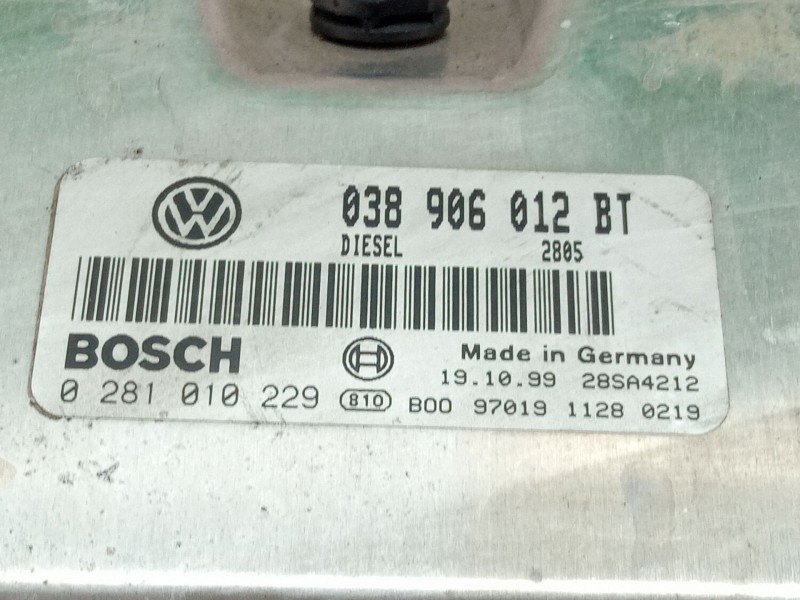 038 906 012 BT
DIESEL 2805
BOSCH
Made in Germany
19.10.99 28SA4212
0 281 010 229 810 B00 97019 1128 0219